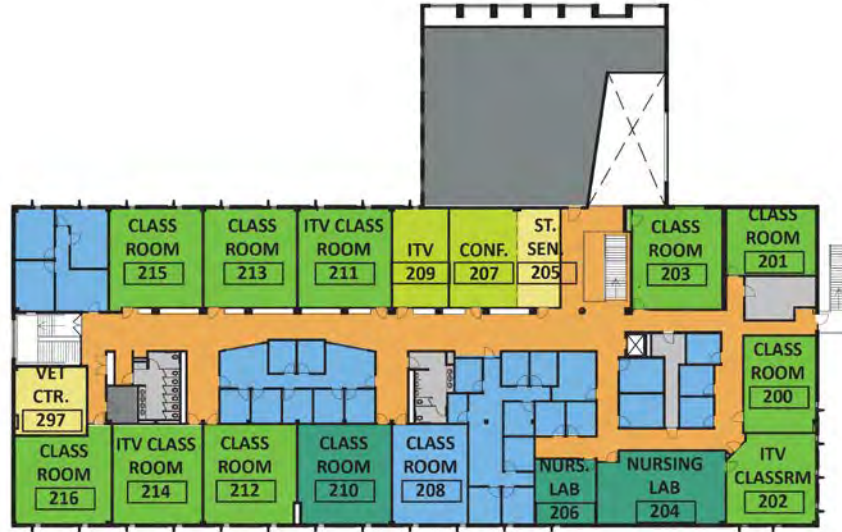 CLASS
ROOM
215
CLASS
ROOM
213
ITV CLASS
ROOM
211
ITV
209
CONF.
207
ST.
SEN.
205
CLASS
ROOM
203
CLASS
ROOM
201
VET
CTR.
297
CLASS
ROOM
200
CLASS
ROOM
216
ITV CLASS
ROOM
214
CLASS
ROOM
212
CLASS
ROOM
210
CLASS
ROOM
208
NURS.
LAB
206
NURSING
LAB
204
ITV
CLASSRM
202